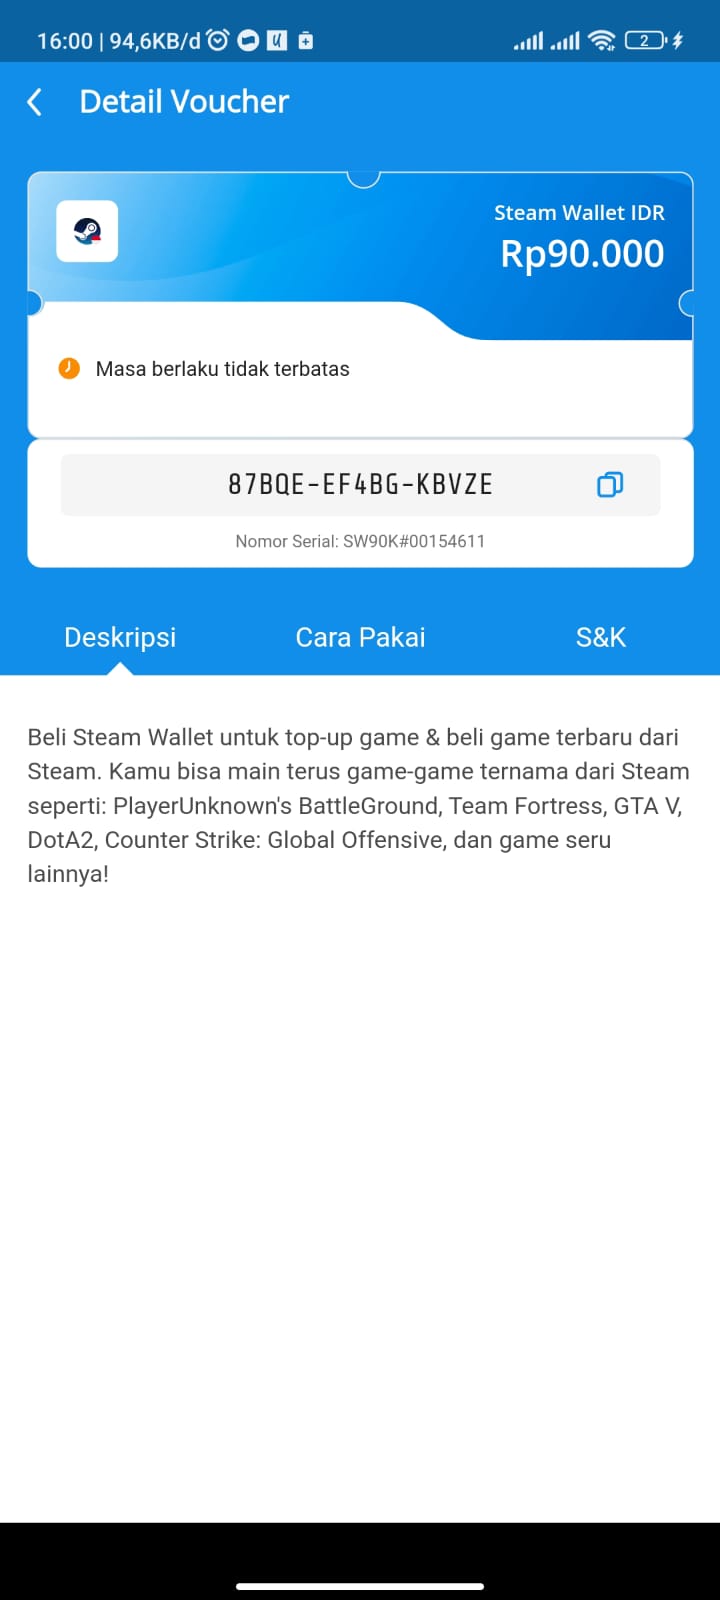 16:00 | 94,6KB/d
2
Detail Voucher
Steam Wallet IDR
Rp90.000
Masa berlaku tidak terbatas
87BQE-EF4BG-KBVZE
Nomor Serial: SW90K#00154611
Deskripsi Cara Pakai S&K
Beli Steam Wallet untuk top-up game & beli game terbaru dari
Steam. Kamu bisa main terus game-game ternama dari Steam
seperti: PlayerUnknown's BattleGround, Team Fortress, GTA V,
DotA2, Counter Strike: Global Offensive, dan game seru
lainnya!